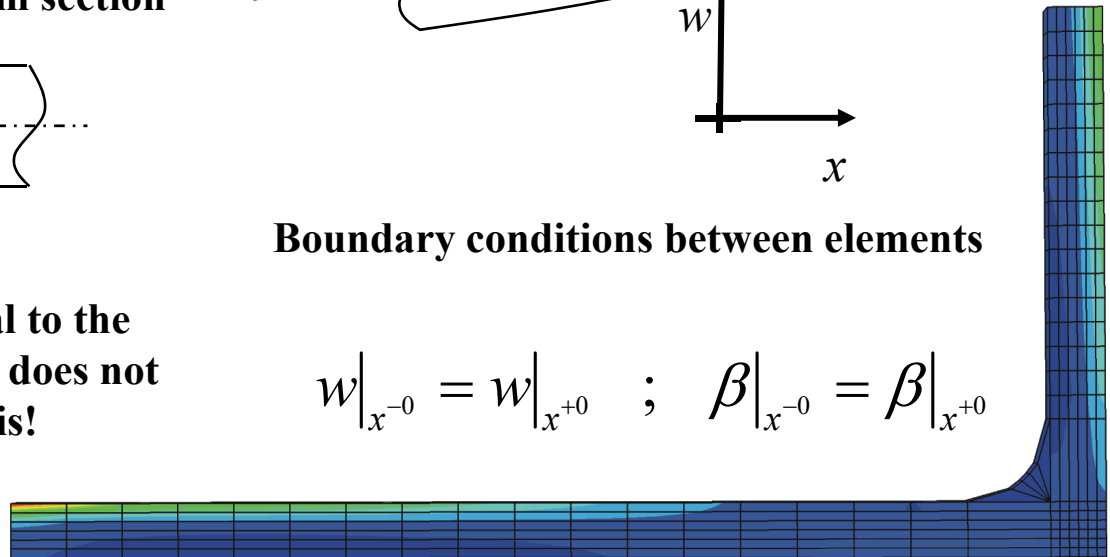 section
w
x
Boundary conditions between elements
to the
does not
is!
w|_{x^{-0}} = w|_{x^{+0}} ; β|_{x^{-0}} = β|_{x^{+0}}